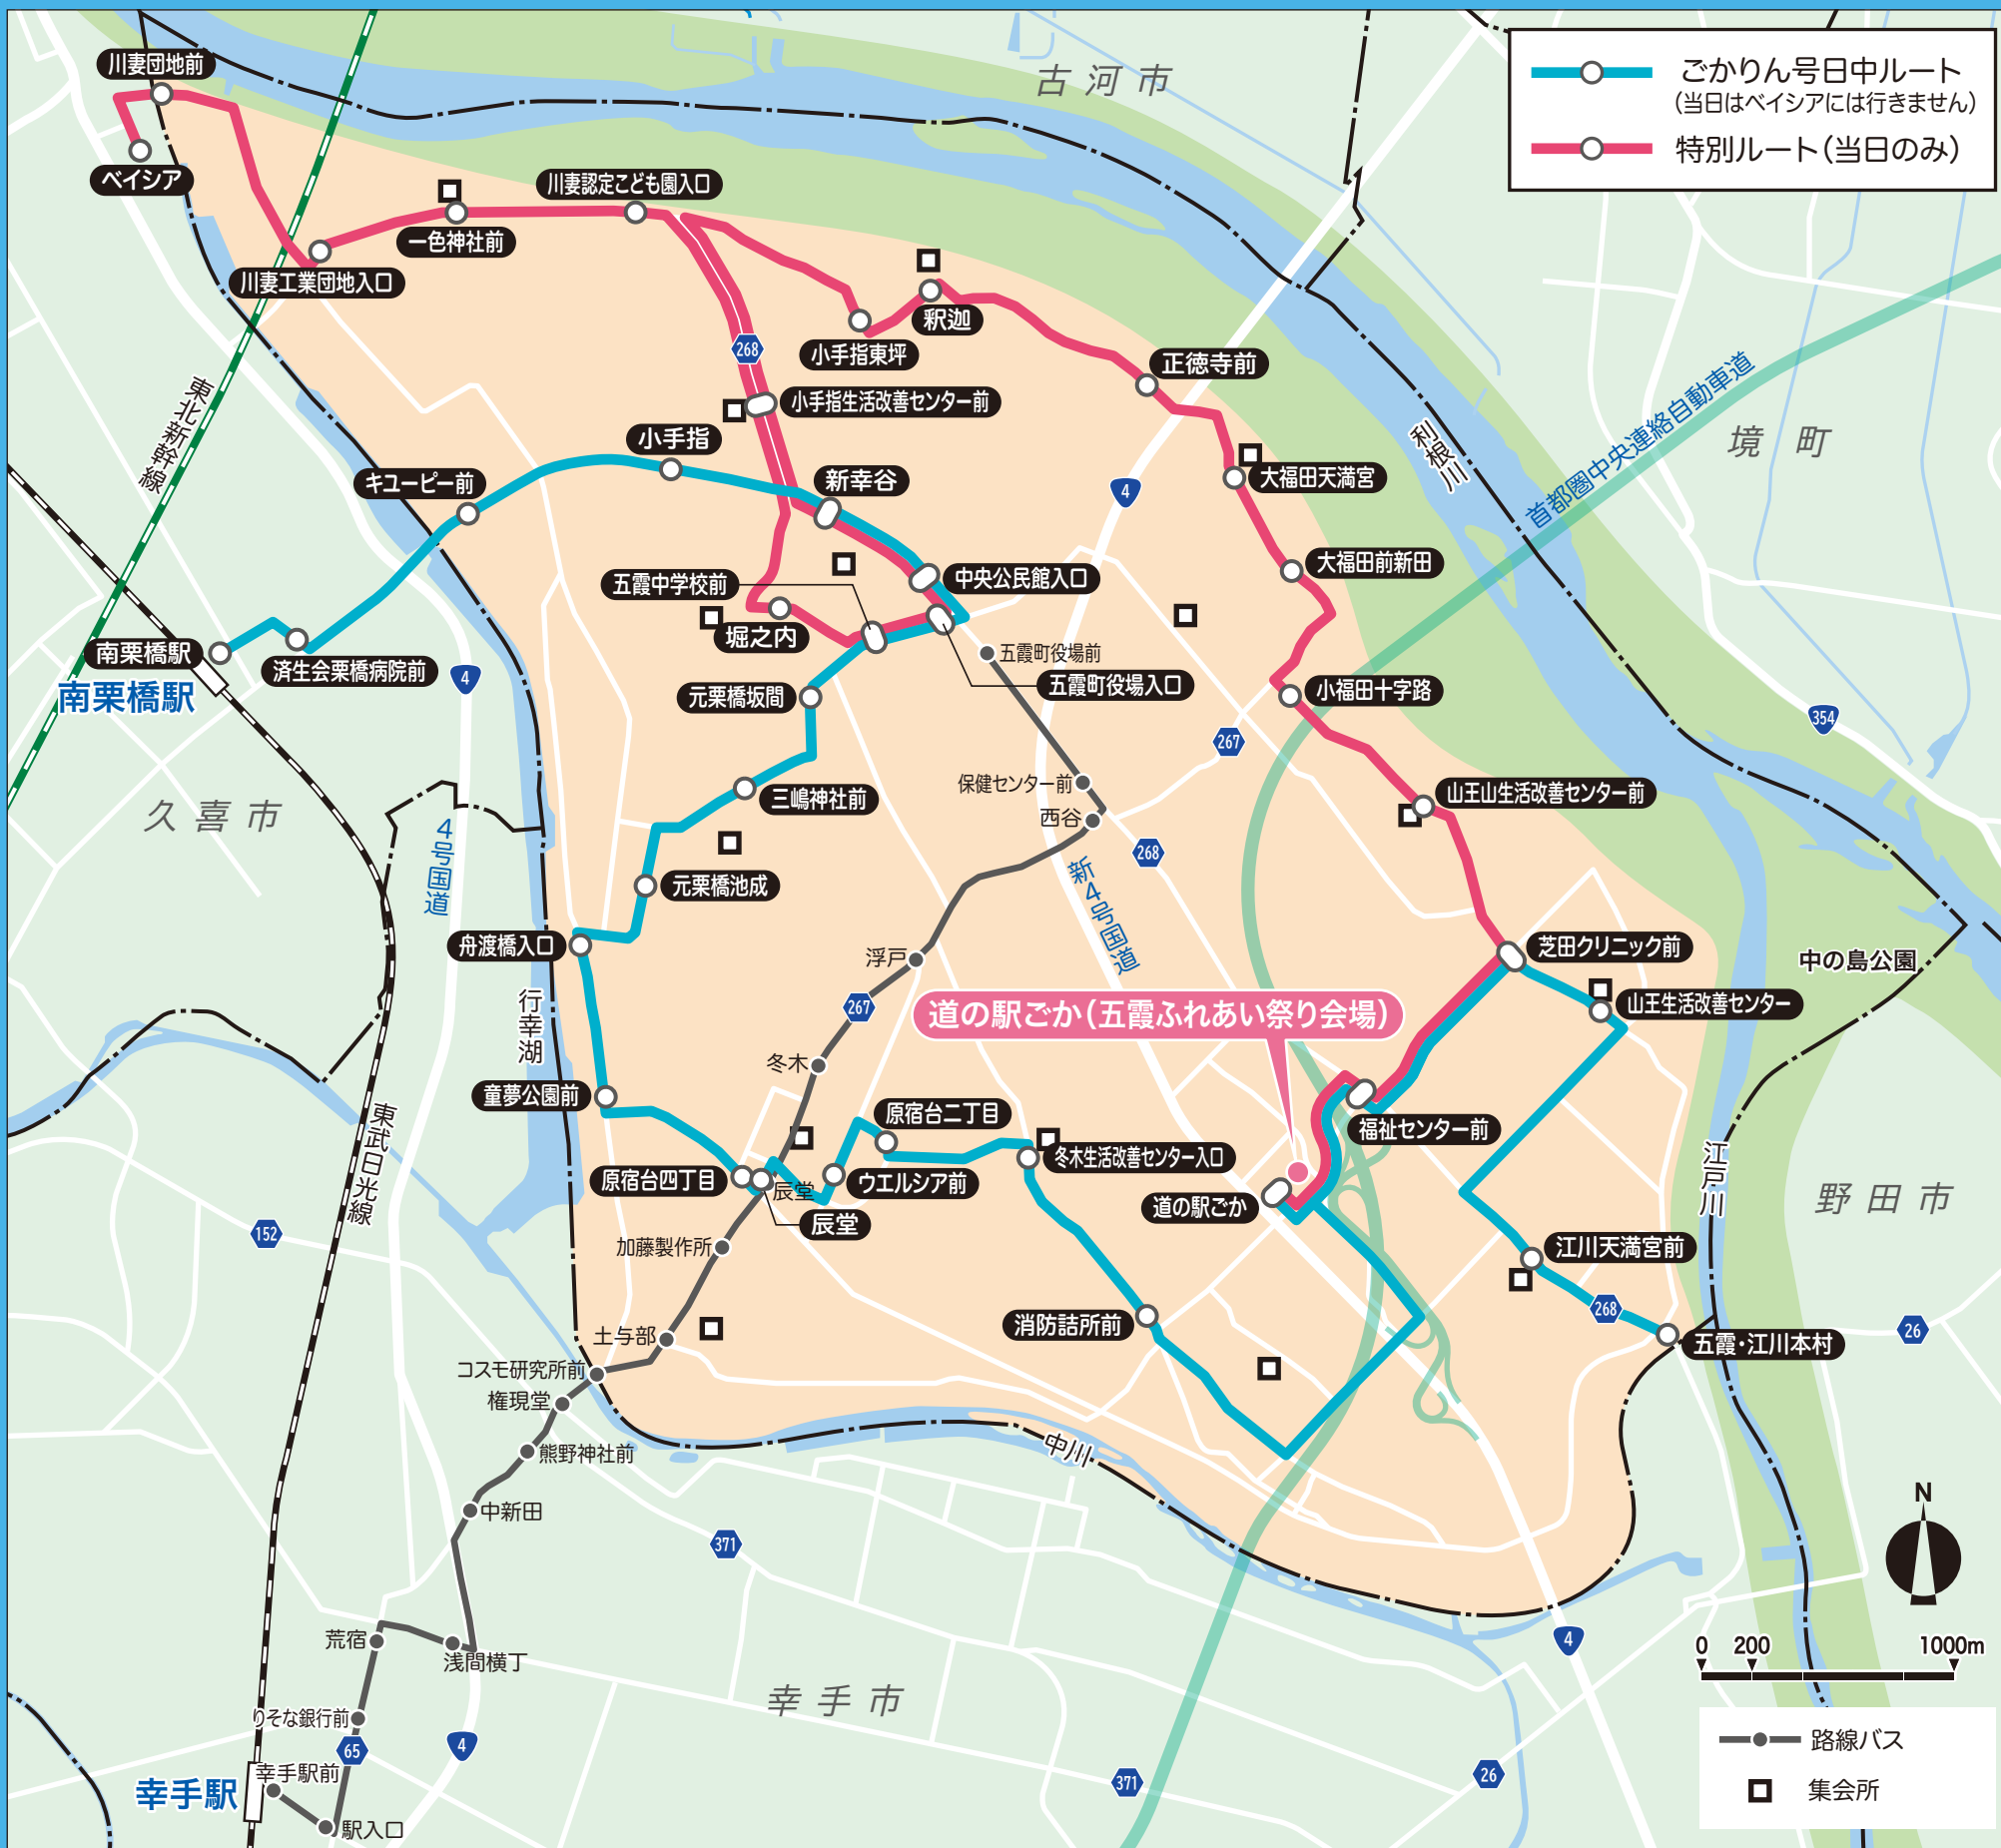 ごかりん号日中ルート
(当日はベイシアには行きません)
特別ルート(当日のみ)
古河市
川妻団地前
ベイシア
川妻認定こども園入口
一色神社前
川妻工業団地入口
釈迦
小手指東坪
268
正徳寺前
小手指生活改善センター前
小手指
新幸谷
キユーピー前
大福田天満宮
4
利根川
首都圏中央連絡自動車道
境町
東北新幹線
大福田前新田
中央公民館入口
五霞中学校前
堀之内
五霞町役場前
五霞町役場入口
南栗橋駅
南栗橋駅
済生会栗橋病院前
4
元栗橋坂間
小福田十字路
267
354
保健センター前
西谷
三嶋神社前
山王山生活改善センター前
268
久喜市
4号国道
新4号国道
元栗橋池成
舟渡橋入口
浮戸
芝田クリニック前
中の島公園
行幸湖
267
道の駅ごか(五霞ふれあい祭り会場)
山王生活改善センター
冬木
童夢公園前
原宿台二丁目
福祉センター前
東武日光線
江戸川
原宿台四丁目
辰堂
辰堂
ウエルシア前
冬木生活改善センター入口
道の駅ごか
野田市
152
加藤製作所
江川天満宮前
消防詰所前
268
26
五霞・江川本村
土与部
コスモ研究所前
権現堂
熊野神社前
中川
中新田
371
N
荒宿
浅間横丁
4
0 200 1000m
幸手市
りそな銀行前
65
4
幸手駅前
幸手駅
駅入口
371
26
路線バス
集会所